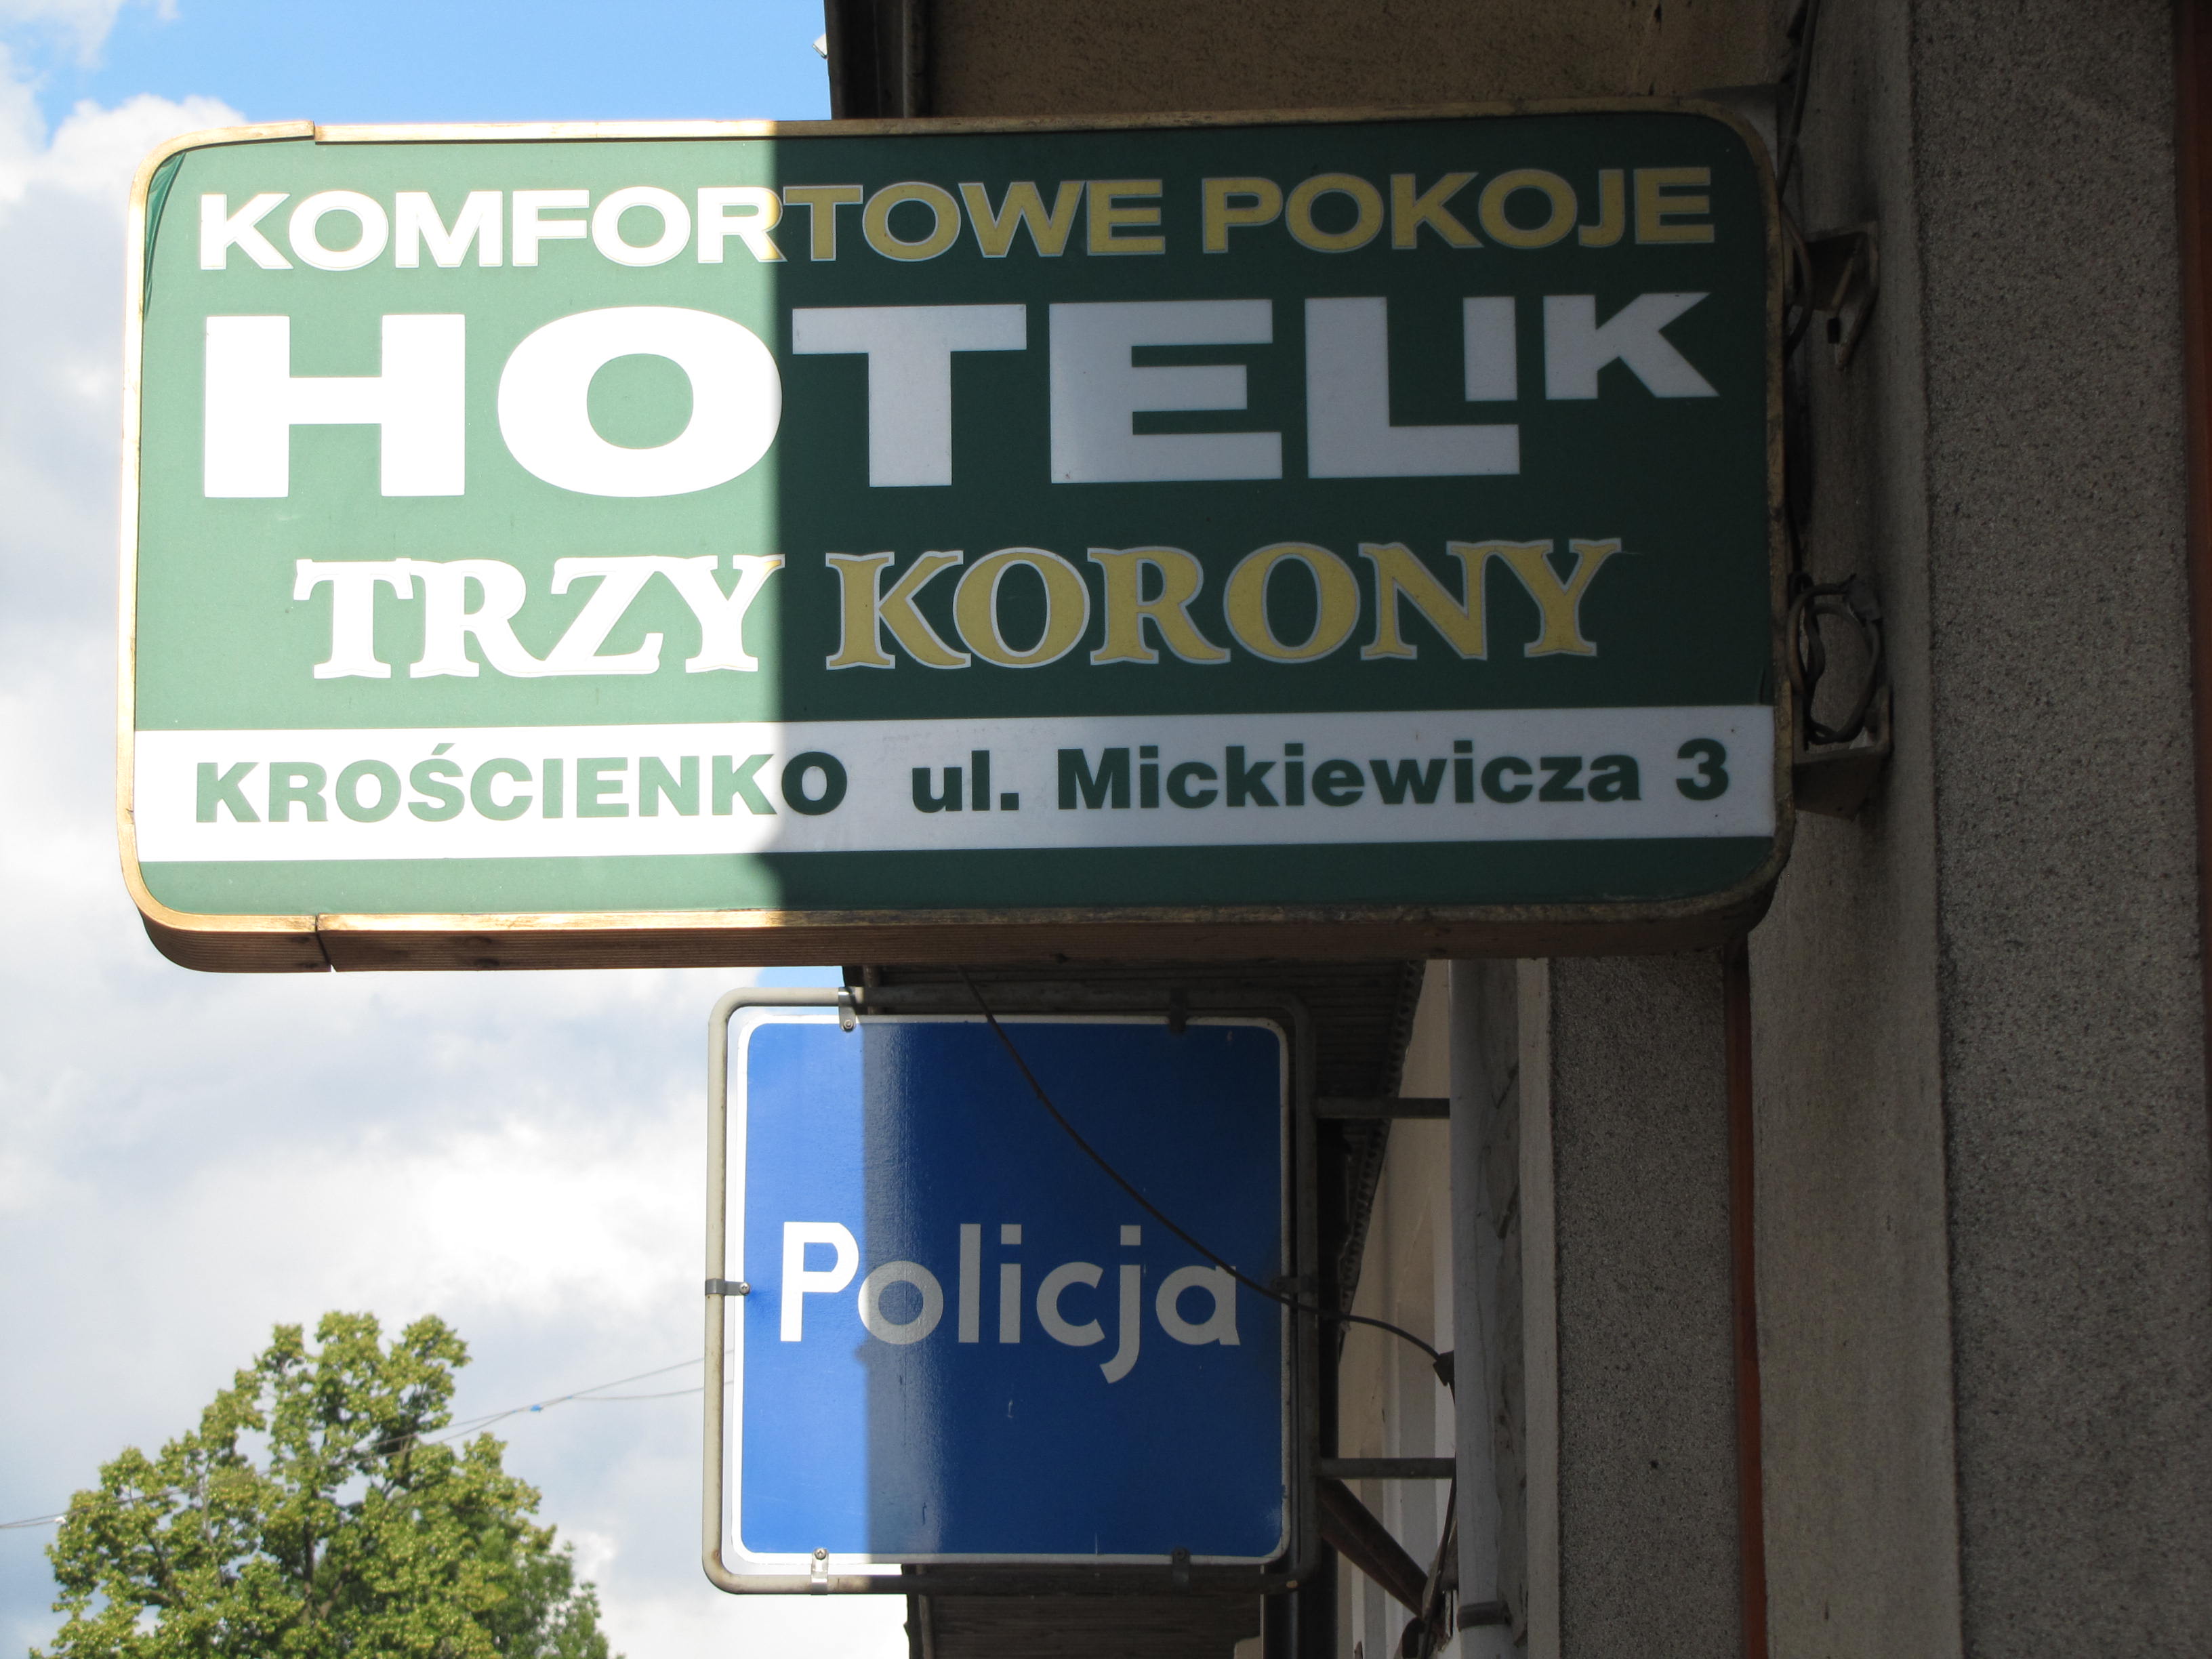 KOMFORTOWE POKOJE
HOTELIK
TRZY KORONY
KROŚCIENKO ul. Mickiewicza 3
Policja